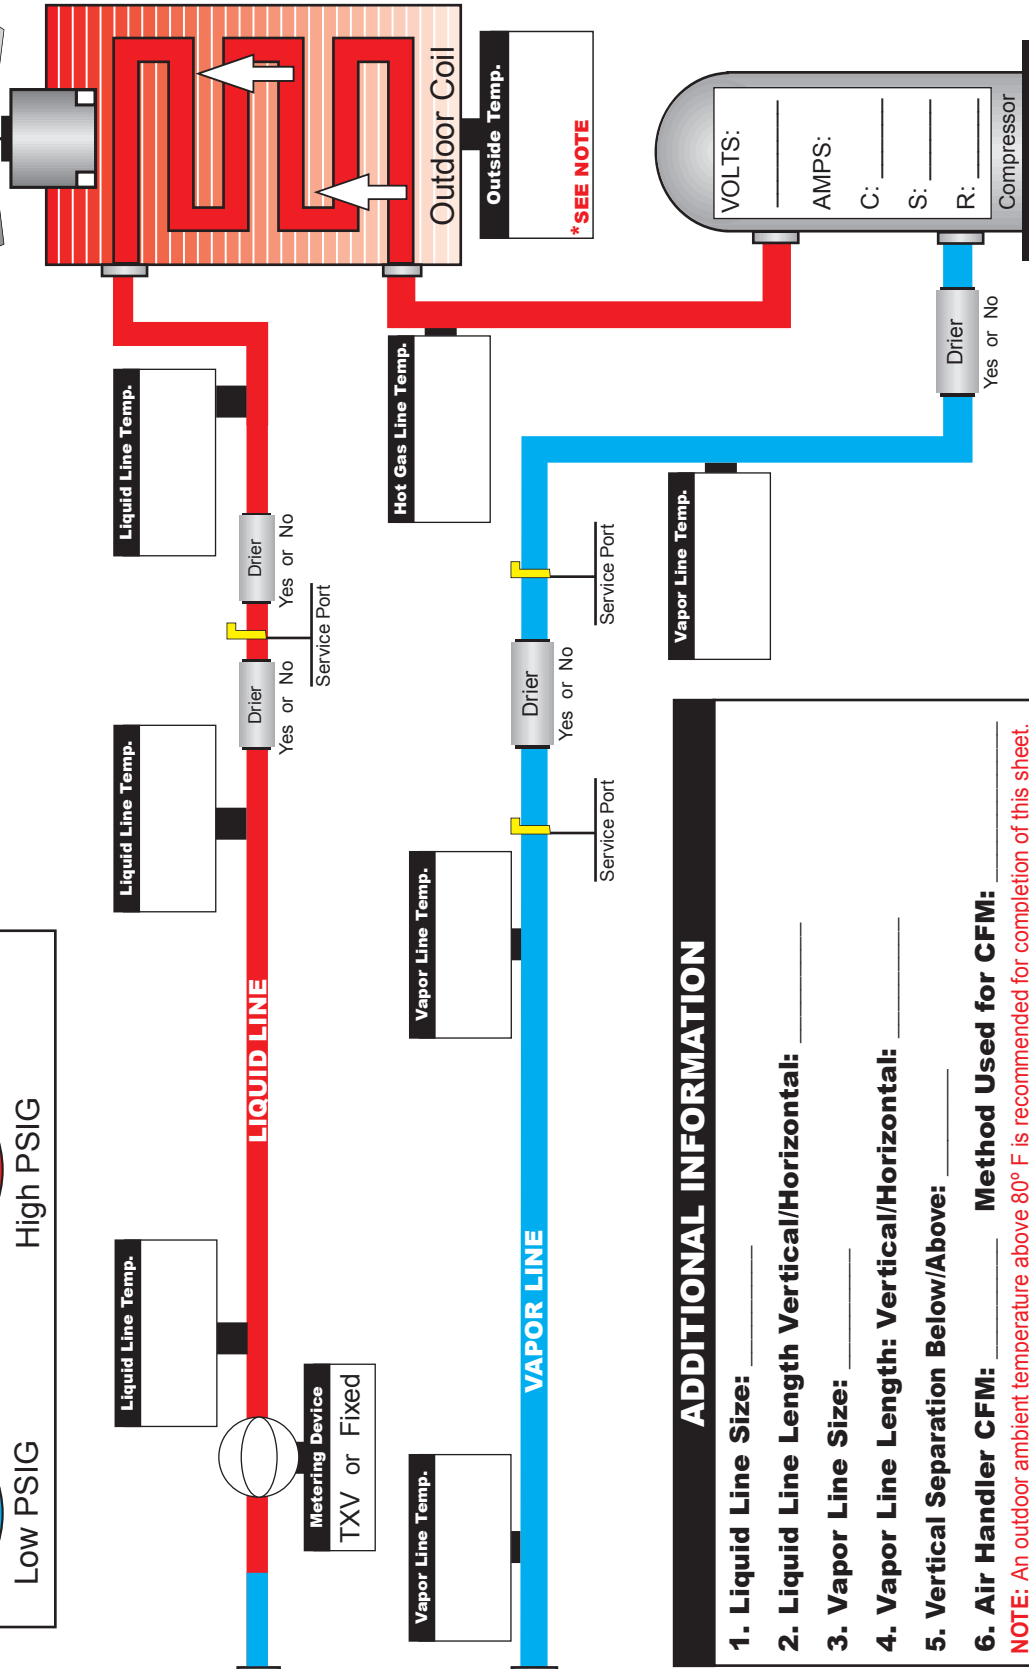 Low PSIG
High PSIG
Liquid Line Temp.
Liquid Line Temp.
Liquid Line Temp.
LIQUID LINE
Metering Device
TXV or Fixed
Drier
Yes or No
Service Port
Drier
Yes or No
Outdoor Coil
Outside Temp.
*SEE NOTE
Hot Gas Line Temp.
Vapor Line Temp.
Vapor Line Temp.
VAPOR LINE
Service Port
Drier
Yes or No
Service Port
Vapor Line Temp.
Drier
Yes or No
VOLTS:
AMPS:
C:
S:
R:
Compressor
ADDITIONAL INFORMATION
1. Liquid Line Size:
2. Liquid Line Length Vertical/Horizontal:
3. Vapor Line Size:
4. Vapor Line Length: Vertical/Horizontal:
5. Vertical Separation Below/Above:
6. Air Handler CFM: Method Used for CFM:
NOTE: An outdoor ambient temperature above 80º F is recommended for completion of this sheet.